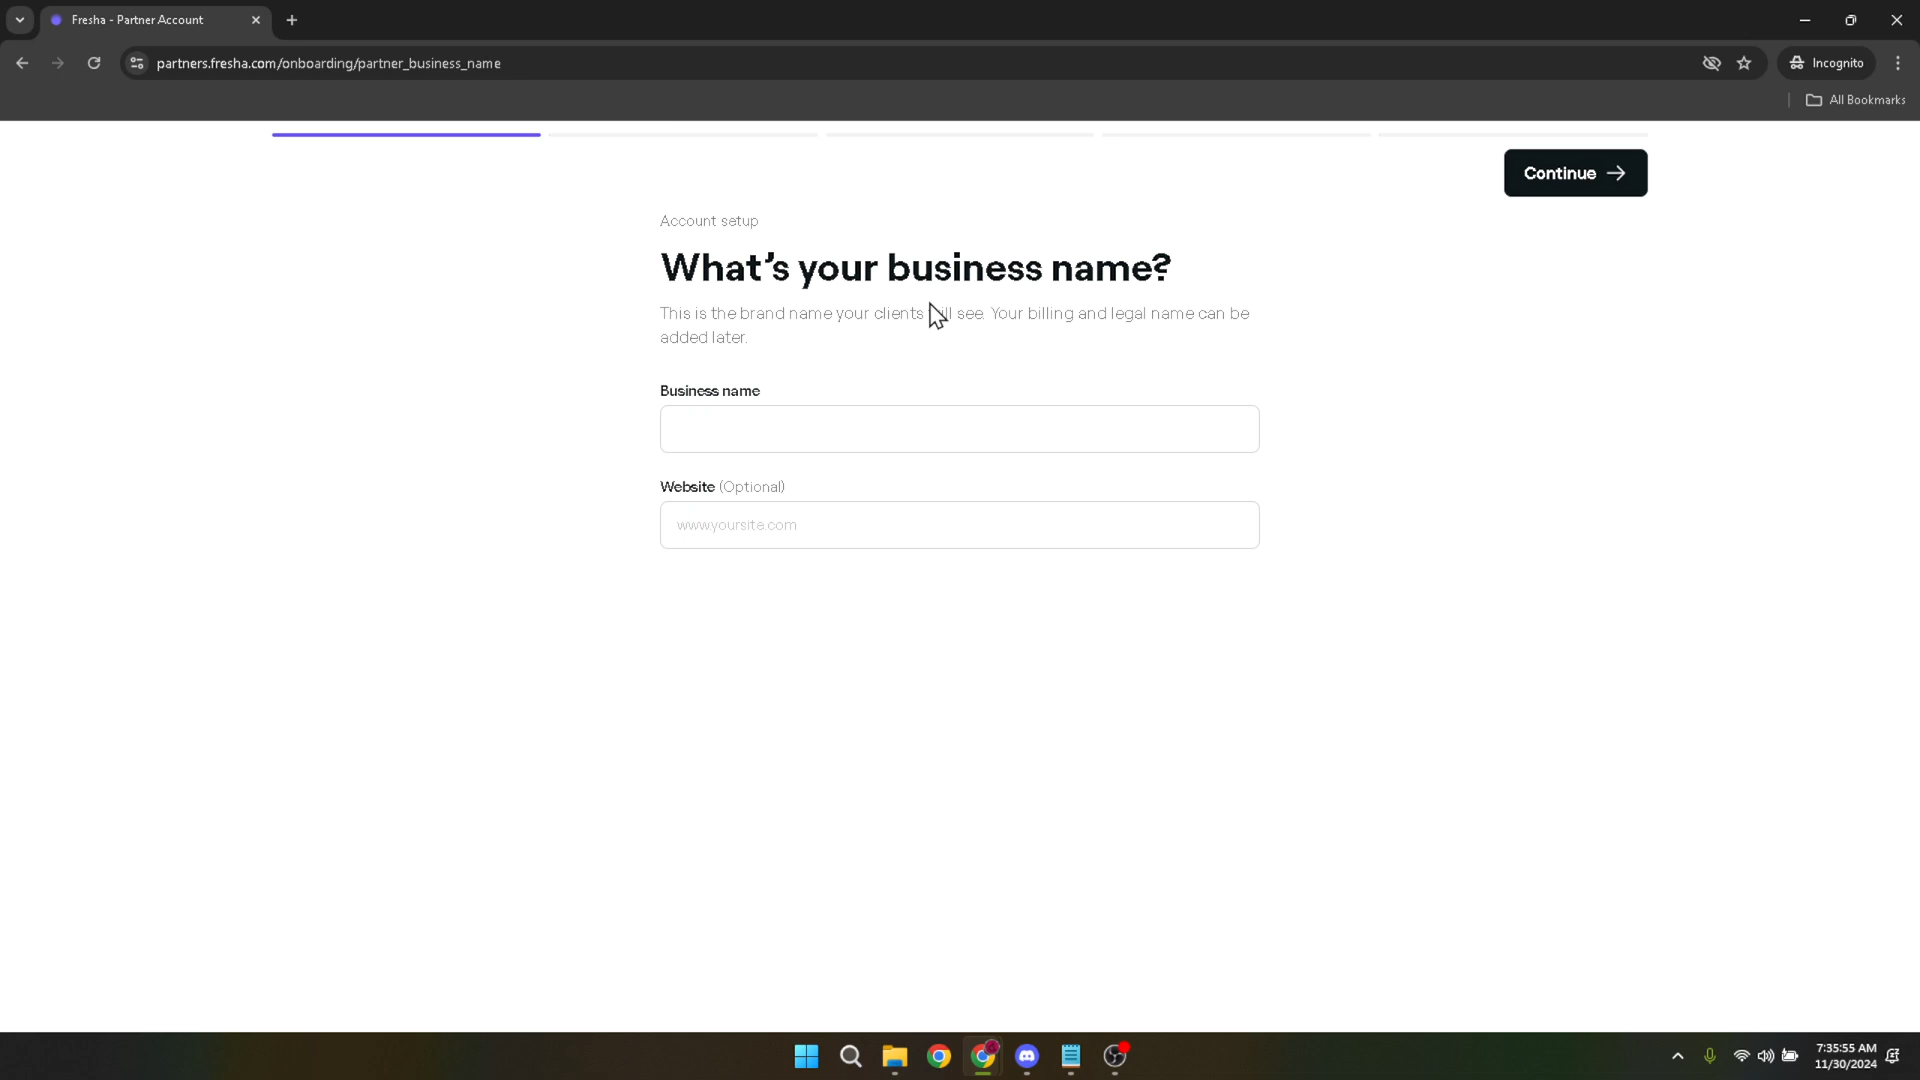 Fresha - Partner Account
partners.fresha.com/onboarding/partner_business_name
Incognito
All Bookmarks
Continue
Account setup
What's your business name?
This is the brand name your clients will see. Your billing and legal name can be
added later.
Business name
Website (Optional)
www.yoursite.com
7:35:55 AM
11/30/2024